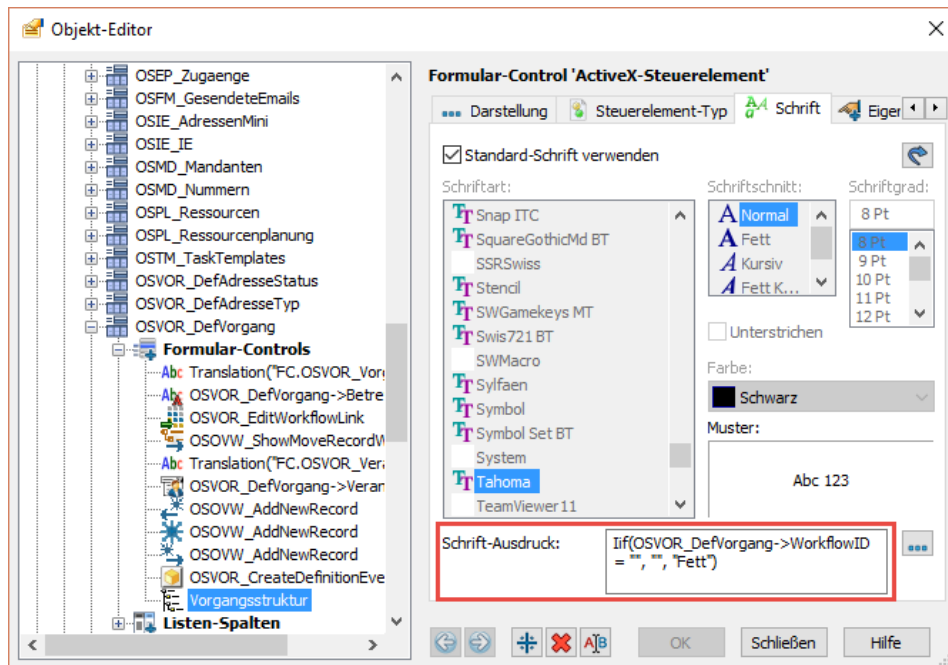 Objekt-Editor
OSEP_Zugaenge
OSFM_GesendeteEmails
OSIE_AdressenMini
OSIE_IE
OSMD_Mandanten
OSMD_Nummern
OSPL_Ressourcen
OSPL_Ressourcenplanung
OSTM_TaskTemplates
OSVOR_DefAdresseStatus
OSVOR_DefAdresseTyp
OSVOR_DefVorgang
Formular-Controls
Abc Translation("FC.OSVOR_Vor
Abc OSVOR_DefVorgang->Betre
OSVOR_EditWorkflowLink
OSOVW_ShowMoveRecordW
Abc Translation("FC.OSVOR_Vera
OSVOR_DefVorgang->Veran
OSOVW_AddNewRecord
OSOVW_AddNewRecord
OSOVW_AddNewRecord
OSVOR_CreateDefinitionEve
Vorgangsstruktur
Listen-Spalten
Formular-Control 'ActiveX-Steuerelement'
Darstellung Steuerelement-Typ Schrift Eiger
Standard-Schrift verwenden
Schriftart: Schriftschnitt: Schriftgrad:
Snap ITC
SquareGothicMd BT
SSRSwiss
Stencil
SWGamekeys MT
Swis721 BT
SWMacro
Sylfaen
Symbol
Symbol Set BT
System
Tahoma
TeamViewer11
A Normal
A Fett
A Kursiv
A Fett K...
8 Pt
8 Pt
9 Pt
10 Pt
11 Pt
12 Pt
Unterstrichen
Farbe:
Schwarz
Muster:
Abc 123
Schrift-Ausdruck: Iif(OSVOR_DefVorgang->WorkflowID
= "", "", "Fett")
OK Schließen Hilfe